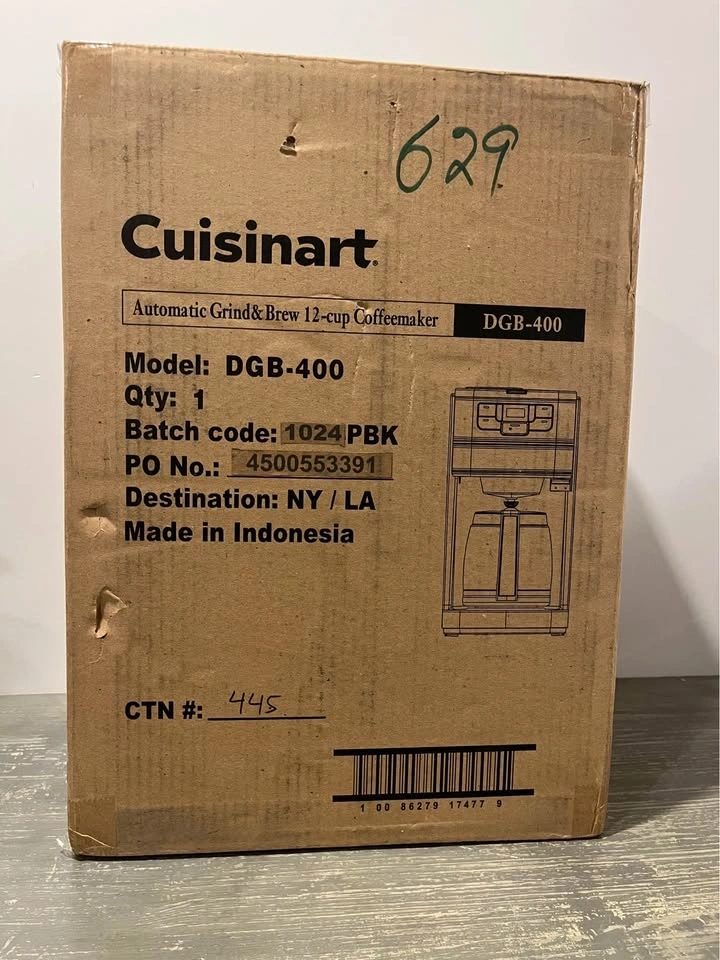 629
Cuisinart®
Automatic Grind&Brew 12-cup Coffeemaker DGB-400
Model: DGB-400
Qty: 1
Batch code: 1024 PBK
PO No.: 4500553391
Destination: NY / LA
Made in Indonesia
CTN #: 445
1 00 86279 17477 9